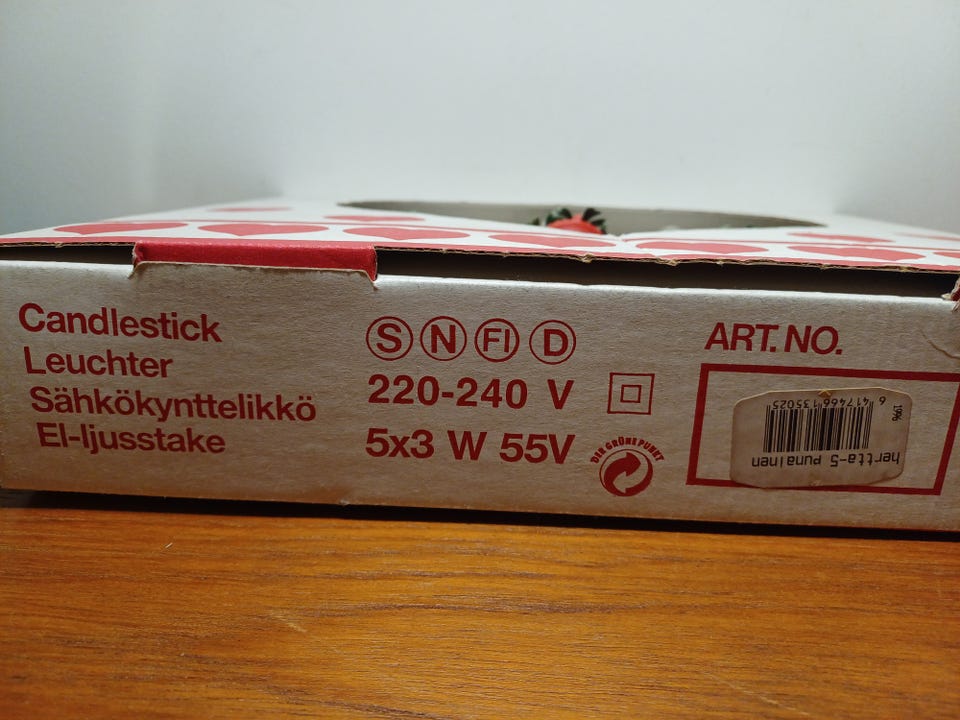 Candlestick
Leuchter
Sähkökynttelikkö
El-ljusstake
S N FI D
220-240 V
5x3 W 55V
DER GRÜNE PUNKT
ART. NO.
hertta-5 punainen
6 417466 135025